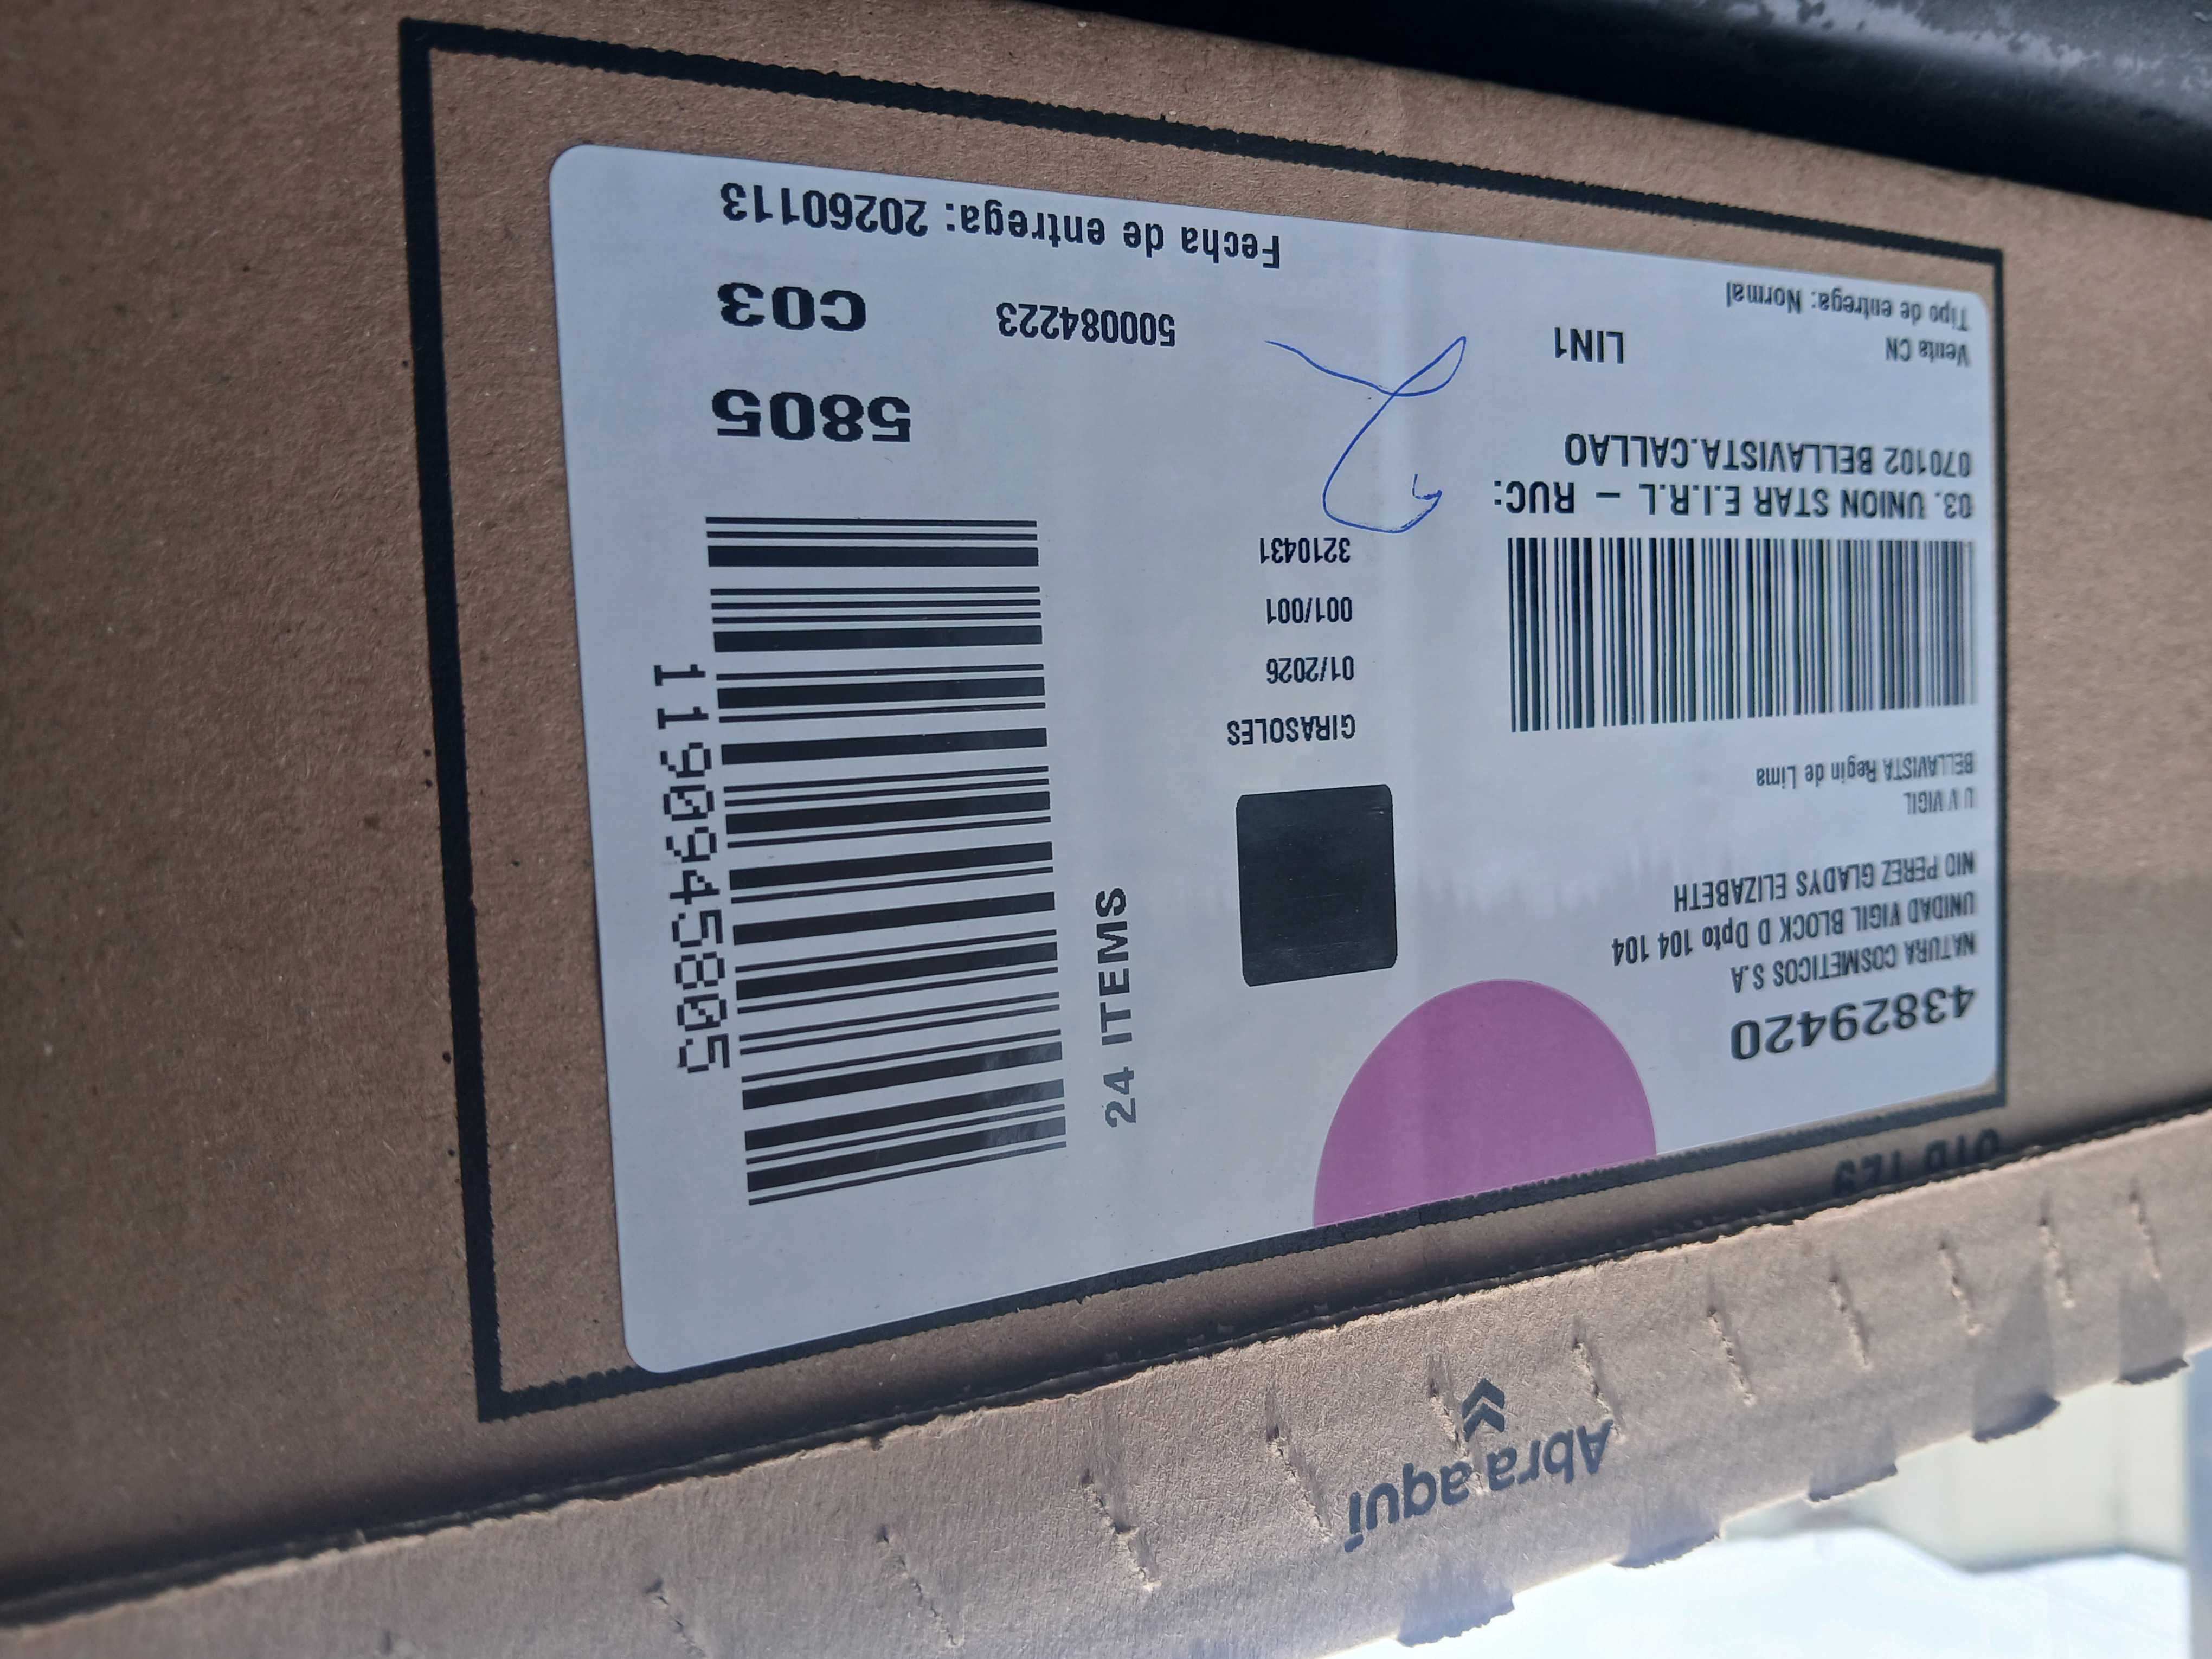 43829420
NATURA COSMETICOS S.A
UNIDAD VIGIL BLOCK D Dpto 104 104
NIO PEREZ GLADYS ELIZABETH
U V VIGIL
BELLAVISTA Regin de Lima
03. UNION STAR E.I.R.L - RUC:
070102 BELLAVISTA.CALLAO
Venta CN
LIN1
Tipo de entrega: Normal
GIRASOLES
01/2026
001/001
3210431
24 ITEMS
11909945805
5805
500084223
C03
Fecha de entrega: 20260113
Abra aquí